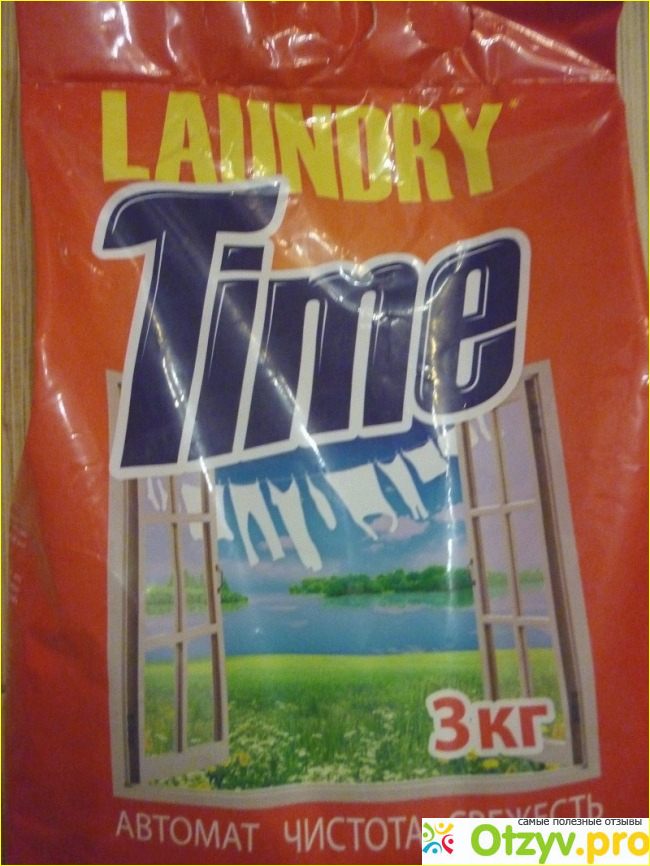 LAUNDRY
Time
3кг
АВТОМАТ ЧИСТОТА СВЕЖЕСТЬ
самые полезные отзывы
Otzyv.pro